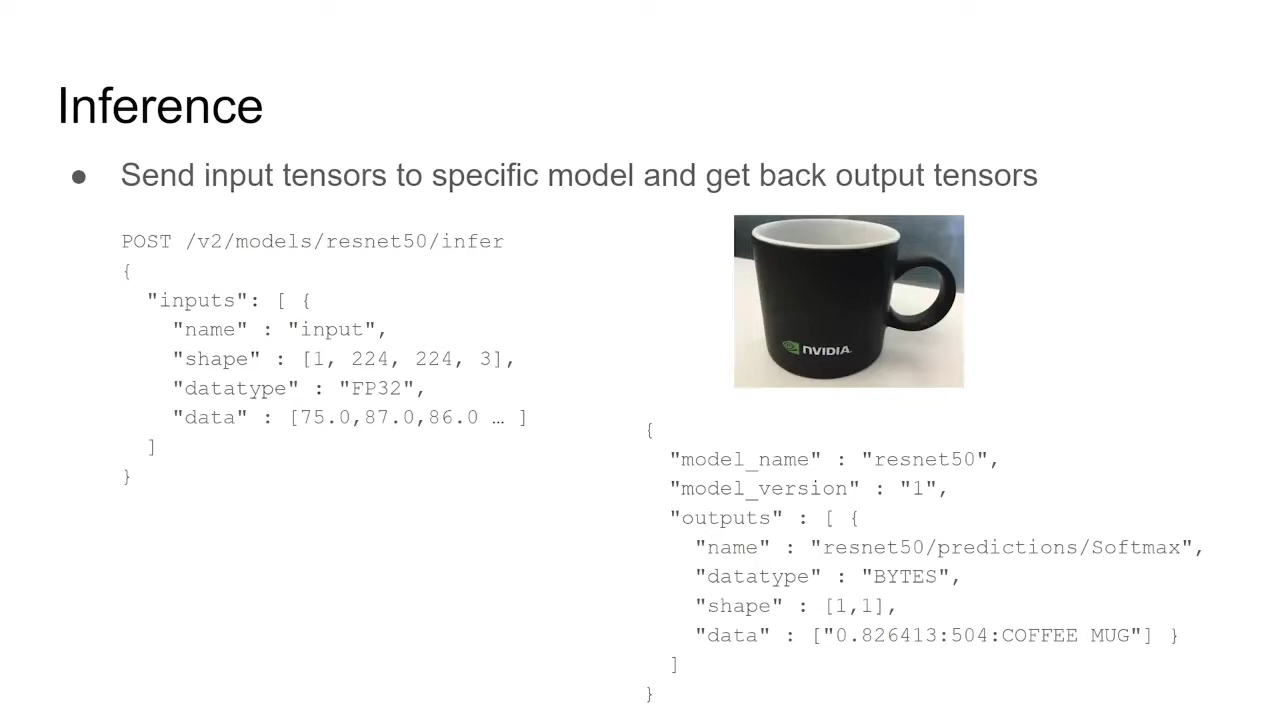 Inference
● Send input tensors to specific model and get back output tensors
POST /v2/models/resnet50/infer
{
"inputs": [ {
"name" : "input",
"shape" : [1, 224, 224, 3],
"datatype" : "FP32",
"data" : [75.0,87.0,86.0 … ]
]
}
NVIDIA.
{
"model_name" : "resnet50",
"model_version" : "1",
"outputs" : [ {
"name" : "resnet50/predictions/Softmax",
"datatype" : "BYTES",
"shape" : [1,1],
"data" : ["0.826413:504:COFFEE MUG"] }
]
}